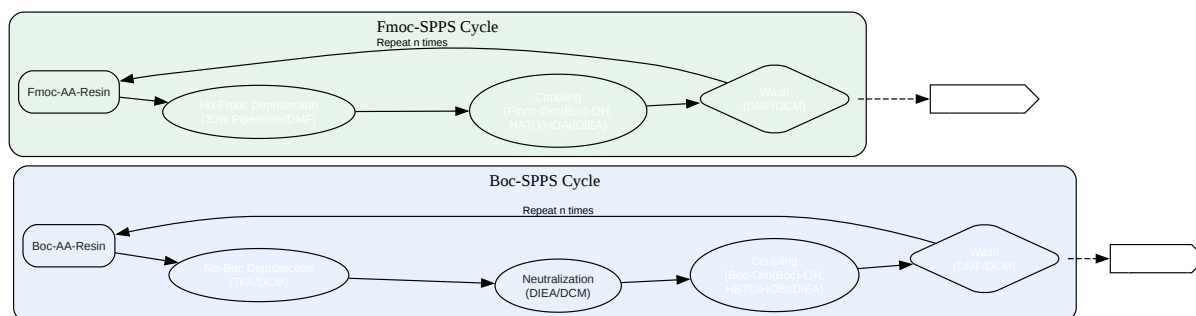 Fmoc-SPPS Cycle
Repeat n times
Fmoc-AA-Resin
Nα-Fmoc Deprotection
(20% Piperidine/DMF)
Coupling
(Fmoc-Orn(Boc)-OH,
HATU/HOAt/DIEA)
Wash
(DMF/DCM)
Boc-SPPS Cycle
Repeat n times
Boc-AA-Resin
Nα-Boc Deprotection
(TFA/DCM)
Neutralization
(DIEA/DCM)
Coupling
(Boc-Orn(Boc)-OH,
HBTU/HOBt/DIEA)
Wash
(DMF/DCM)